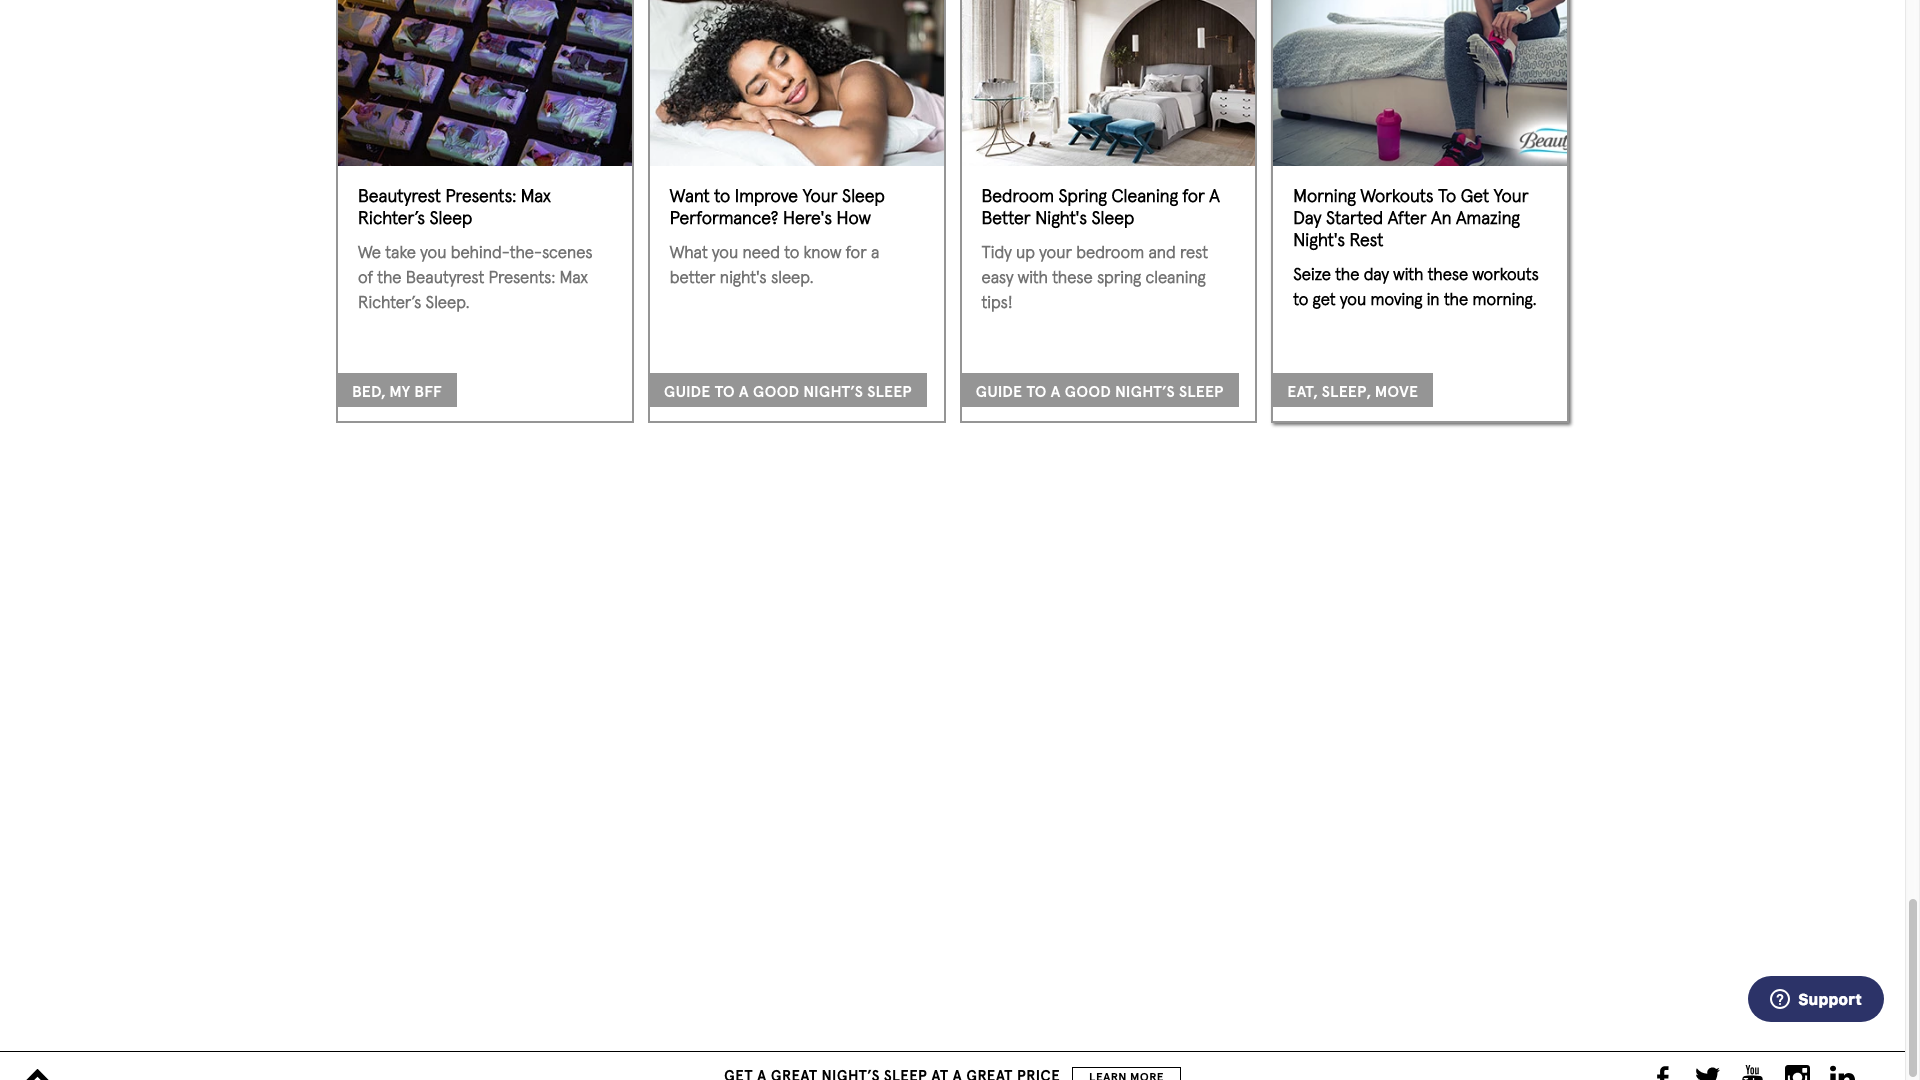 Beautyrest Presents: Max
Richter’s Sleep
We take you behind-the-scenes
of the Beautyrest Presents: Max
Richter’s Sleep.
BED, MY BFF
Want to Improve Your Sleep
Performance? Here's How
What you need to know for a
better night's sleep.
GUIDE TO A GOOD NIGHT’S SLEEP
Bedroom Spring Cleaning for A
Better Night's Sleep
Tidy up your bedroom and rest
easy with these spring cleaning
tips!
GUIDE TO A GOOD NIGHT’S SLEEP
Beauty
Morning Workouts To Get Your
Day Started After An Amazing
Night's Rest
Seize the day with these workouts
to get you moving in the morning.
EAT, SLEEP, MOVE
Support
GET A GREAT NIGHT’S SLEEP AT A GREAT PRICE
LEARN MORE
You